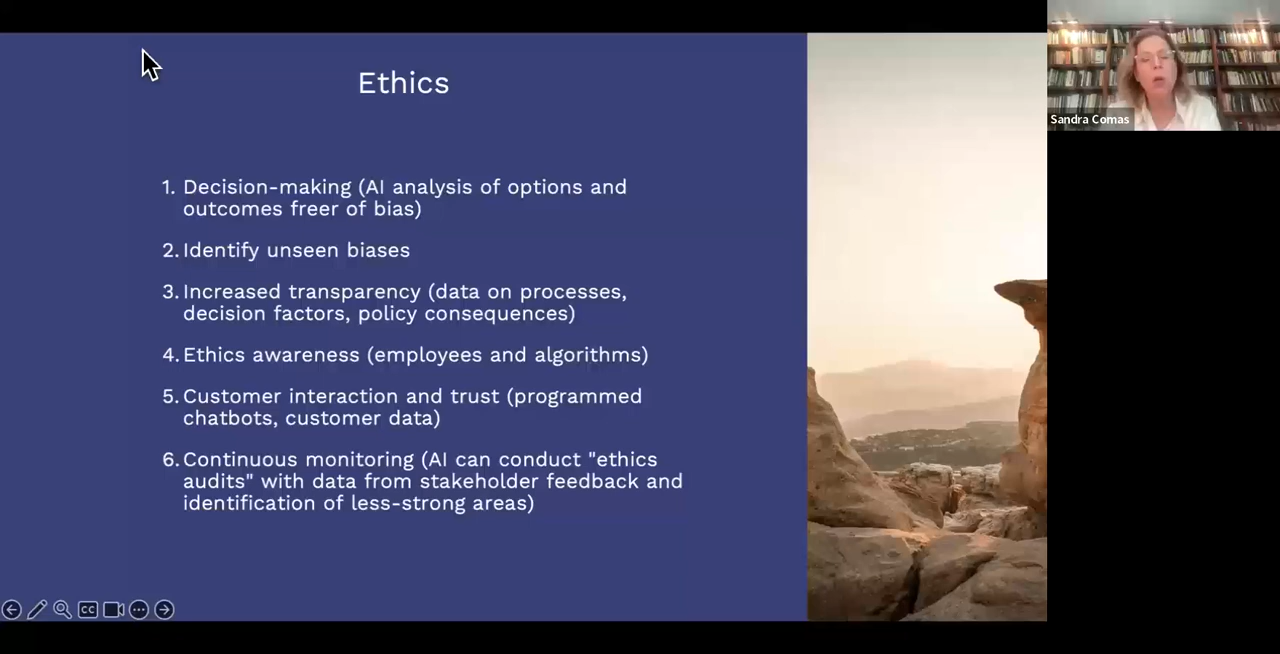 Ethics
1. Decision-making (AI analysis of options and
outcomes freer of bias)
2. Identify unseen biases
3. Increased transparency (data on processes,
decision factors, policy consequences)
4. Ethics awareness (employees and algorithms)
5. Customer interaction and trust (programmed
chatbots, customer data)
6. Continuous monitoring (AI can conduct "ethics
audits" with data from stakeholder feedback and
identification of less-strong areas)
CC
Sandra Comas